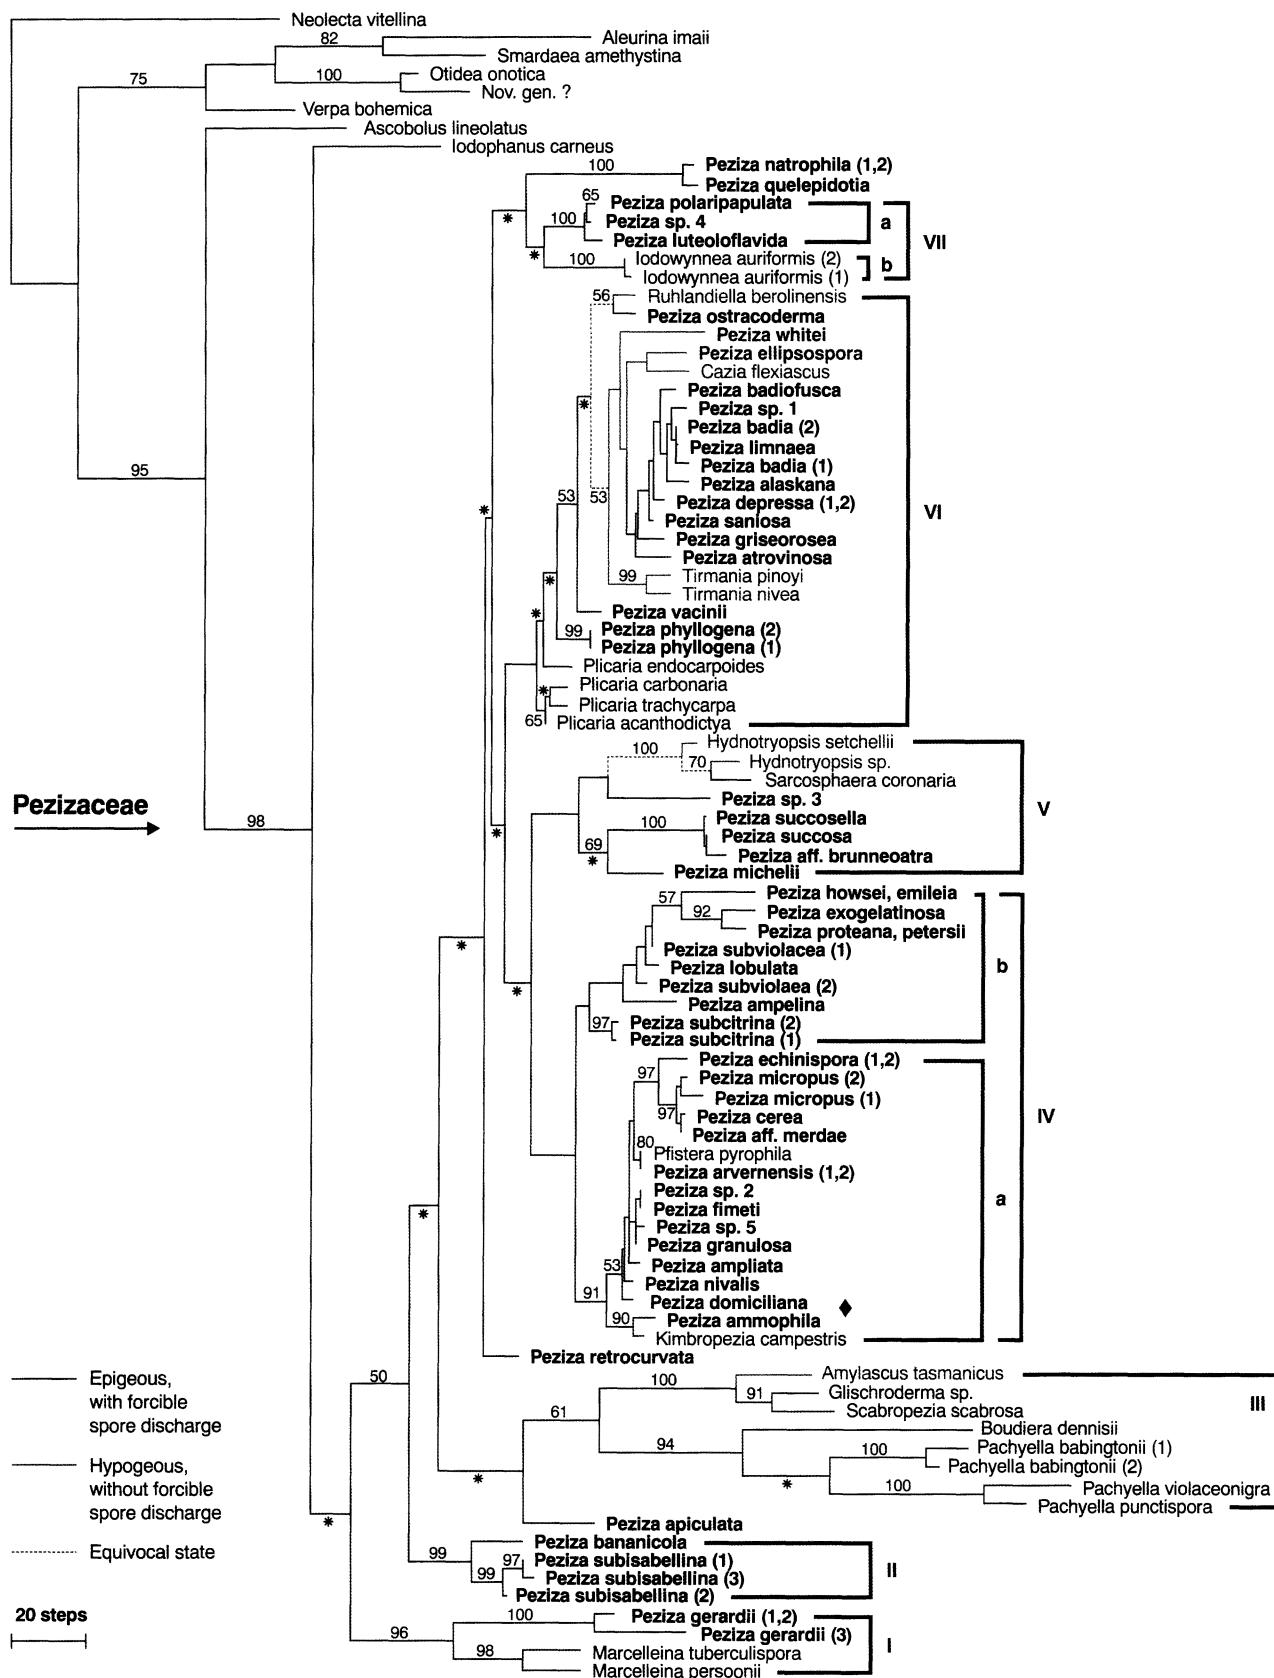 Neolecta vitellina
82
Aleurina imaii
Smardaea amethystina
75
100
Otidea onotica
Nov. gen. ?
Verpa bohemica
Ascobolus lineolatus
Iodophanus carneus
100
Peziza natrophila (1,2)
Peziza quelepidotia
65
Peziza polaripapulata
a
100
Peziza sp. 4
Peziza luteoloflavida
VII
*
*
100
Iodowynnea auriformis (2)
b
Iodowynnea auriformis (1)
56
Ruhlandiella berolinensis
Peziza ostracoderma
Peziza whitei
Peziza ellipsospora
Cazia flexiascus
Peziza badiofusca
*
Peziza sp. 1
Peziza badia (2)
Peziza limnaea
95
Peziza badia (1)
Peziza alaskana
53
53
Peziza depressa (1,2)
VI
*
Peziza saniosa
Peziza griseorosea
Peziza atrovinosa
*
99
Tirmania pinoyi
Tirmania nivea
*
Peziza vacinii
99
Peziza phyllogena (2)
Peziza phyllogena (1)
Plicaria endocarpoides
*
Plicaria carbonaria
Plicaria trachycarpa
65
Plicaria acanthodictya
100
Hydnotryopsis setchellii
70
Hydnotryopsis sp.
Sarcosphaera coronaria
Pezizaceae
Peziza sp. 3
V
98
*
100
Peziza succosella
69
Peziza succosa
*
Peziza aff. brunneoatra
Peziza michelii
57
Peziza howsei, emileia
92
Peziza exogelatinosa
Peziza proteana, petersii
*
Peziza subviolacea (1)
b
Peziza lobulata
*
Peziza subviolaea (2)
Peziza ampelina
97
Peziza subcitrina (2)
Peziza subcitrina (1)
97
Peziza echinispora (1,2)
Peziza micropus (2)
Peziza micropus (1)
IV
97
Peziza cerea
Peziza aff. merdae
80
Pfistera pyrophila
Peziza arvernensis (1,2)
Peziza sp. 2
a
*
Peziza fimeti
Peziza sp. 5
Peziza granulosa
53
Peziza ampliata
Peziza nivalis
91
Peziza domiciliana
♦
90
Peziza ammophila
Kimbropezia campestris
Peziza retrocurvata
Epigeous,
with forcible
spore discharge
50
100
Amylascus tasmanicus
91
Glischroderma sp.
III
61
Scabropezia scabrosa
Boudiera dennisii
94
100
Pachyella babingtonii (1)
Hypogeous,
without forcible
spore discharge
*
*
Pachyella babingtonii (2)
100
Pachyella violaceonigra
Pachyella punctispora
*
Peziza apiculata
Equivocal state
Peziza bananicola
99
97
Peziza subisabellina (1)
99
Peziza subisabellina (3)
II
Peziza subisabellina (2)
20 steps
100
Peziza gerardii (1,2)
96
Peziza gerardii (3)
I
98
Marcelleina tuberculispora
Marcelleina persoonii